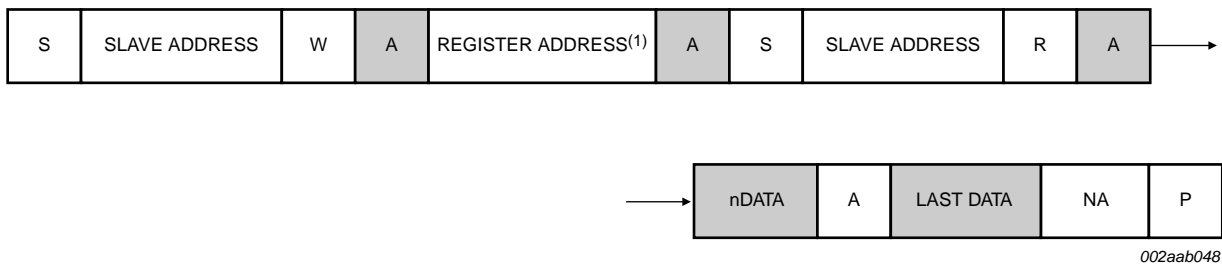 S SLAVE ADDRESS W A REGISTER ADDRESS(1) A S SLAVE ADDRESS R A
nDATA A LAST DATA NA P
002aab048